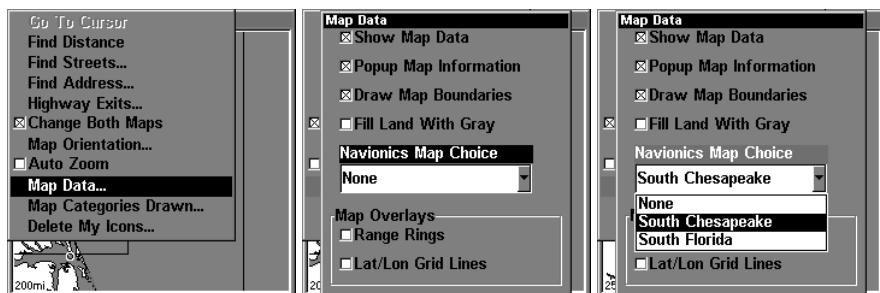 Go To Cursor
Find Distance
Find Streets...
Find Address...
Highway Exits...
Change Both Maps
Map Orientation...
Auto Zoom
Map Data...
Map Categories Drawn...
Delete My Icons...
200mi
Map Data
Show Map Data
Popup Map Information
Draw Map Boundaries
Fill Land With Gray
Navionics Map Choice
None
Map Overlays
Range Rings
Lat/Lon Grid Lines
20
Map Data
Show Map Data
Popup Map Information
Draw Map Boundaries
Fill Land With Gray
Navionics Map Choice
South Chesapeake
None
South Chesapeake
South Florida
Lat/Lon Grid Lines